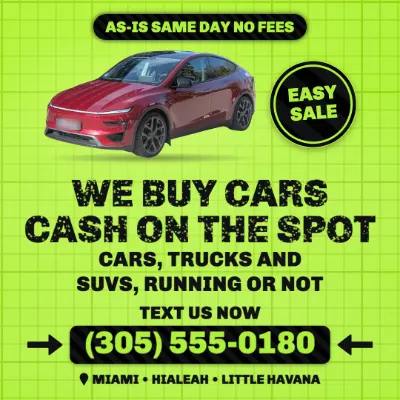 AS-IS SAME DAY NO FEES
EASY
SALE
WE BUY CARS
CASH ON THE SPOT
CARS, TRUCKS AND
SUVS, RUNNING OR NOT
TEXT US NOW
(305) 555-0180
MIAMI • HIALEAH • LITTLE HAVANA